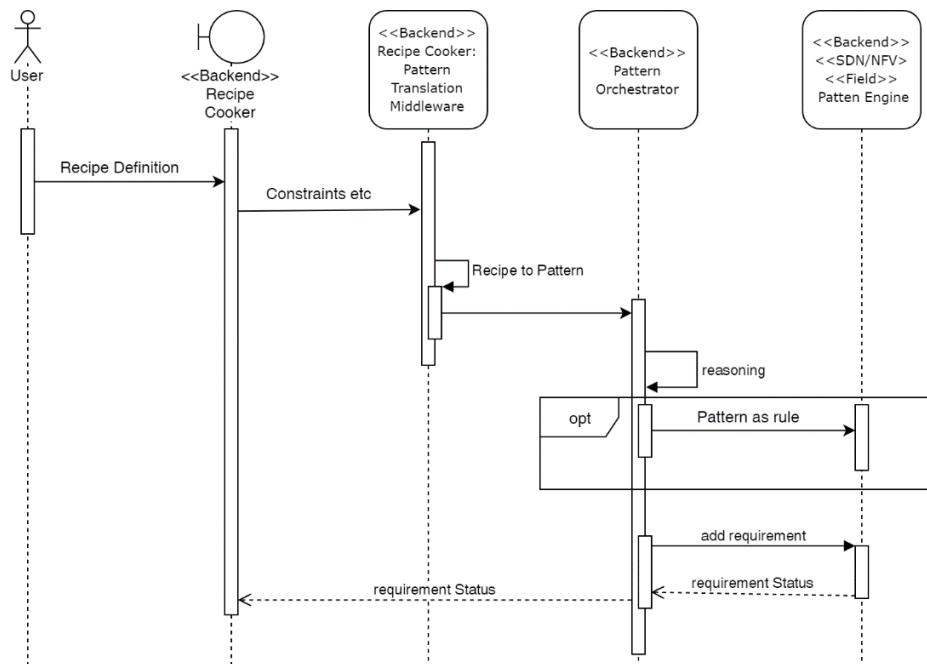 User
<<Backend>>
Recipe
Cooker
<<Backend>>
Recipe Cooker:
Pattern
Translation
Middleware
<<Backend>>
Pattern
Orchestrator
<<Backend>>
<<SDN/NFV>
<<Field>>
Patten Engine
Recipe Definition
Constraints etc
Recipe to Pattern
reasoning
opt
Pattern as rule
add requirement
requirement Status
requirement Status